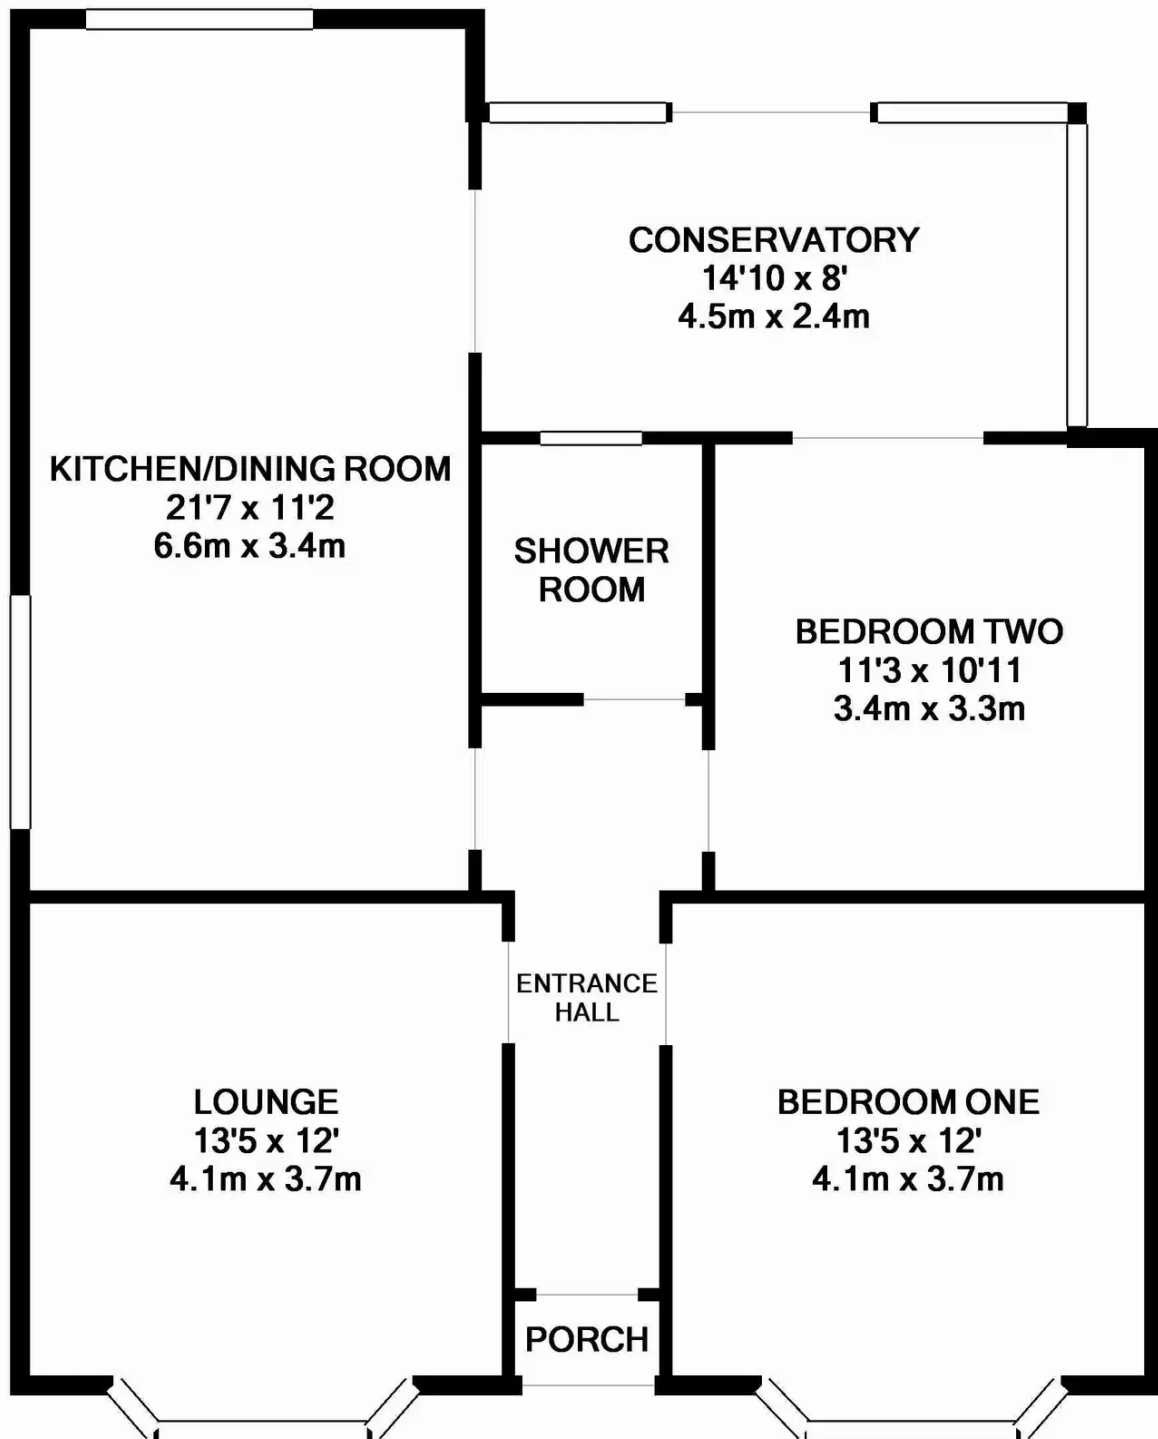 CONSERVATORY
14'10 x 8'
4.5m x 2.4m
KITCHEN/DINING ROOM
21'7 x 11'2
6.6m x 3.4m
SHOWER
ROOM
BEDROOM TWO
11'3 x 10'11
3.4m x 3.3m
ENTRANCE
HALL
LOUNGE
13'5 x 12'
4.1m x 3.7m
BEDROOM ONE
13'5 x 12'
4.1m x 3.7m
PORCH